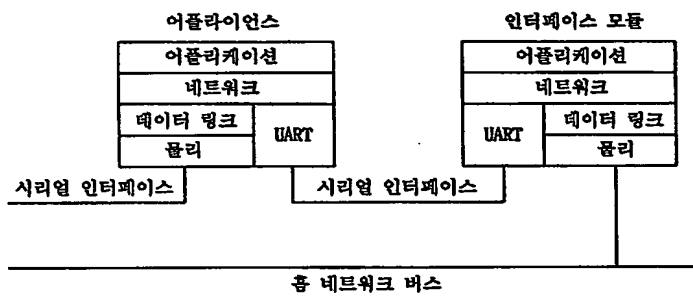 어플라이언스
인터페이스 모듈
어플리케이션
네트워크
데이터 링크
물리
UART
어플리케이션
네트워크
UART
데이터 링크
물리
시리얼 인터페이스
시리얼 인터페이스
홈 네트워크 버스